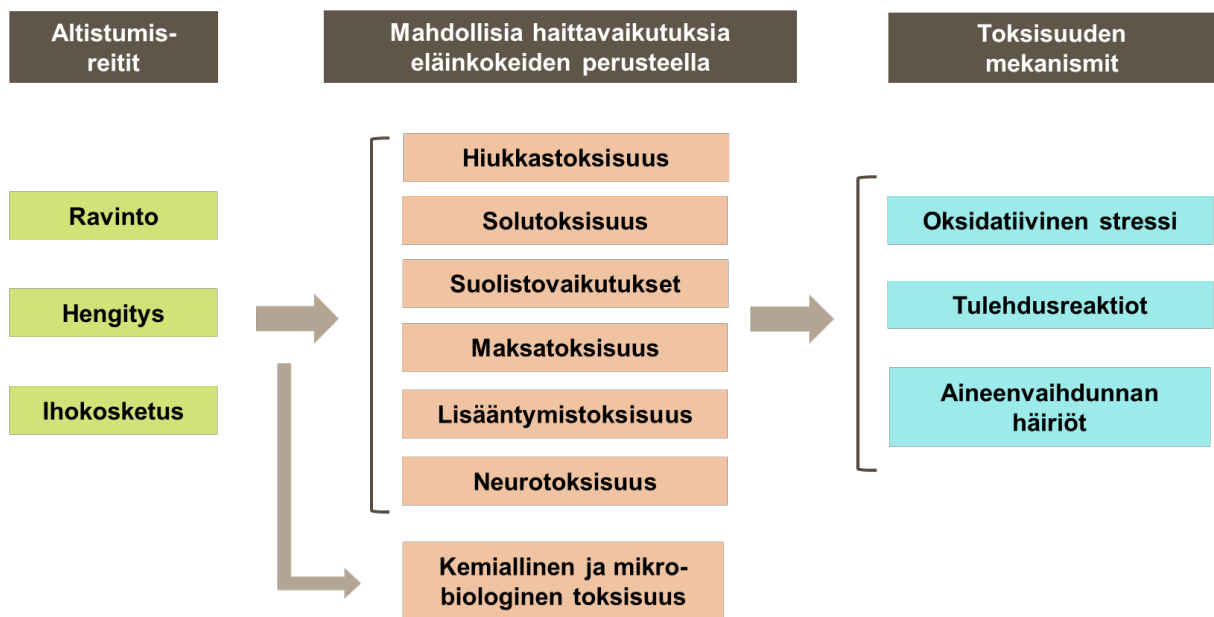 Altistumis-
reitit
Mahdollisia haittavaikutuksia
eläinkokeiden perusteella
Toksisuuden
mekanismit
Ravinto
Hengitys
Ihokosketus
Hiukkastoksisuus
Solutoksisuus
Suolistovaikutukset
Maksatoksisuus
Lisääntymistoksisuus
Neurotoksisuus
Kemiallinen ja mikro-
biologinen toksisuus
Oksidatiivinen stressi
Tulehdusreaktiot
Aineenvaihdunnan
häiriöt